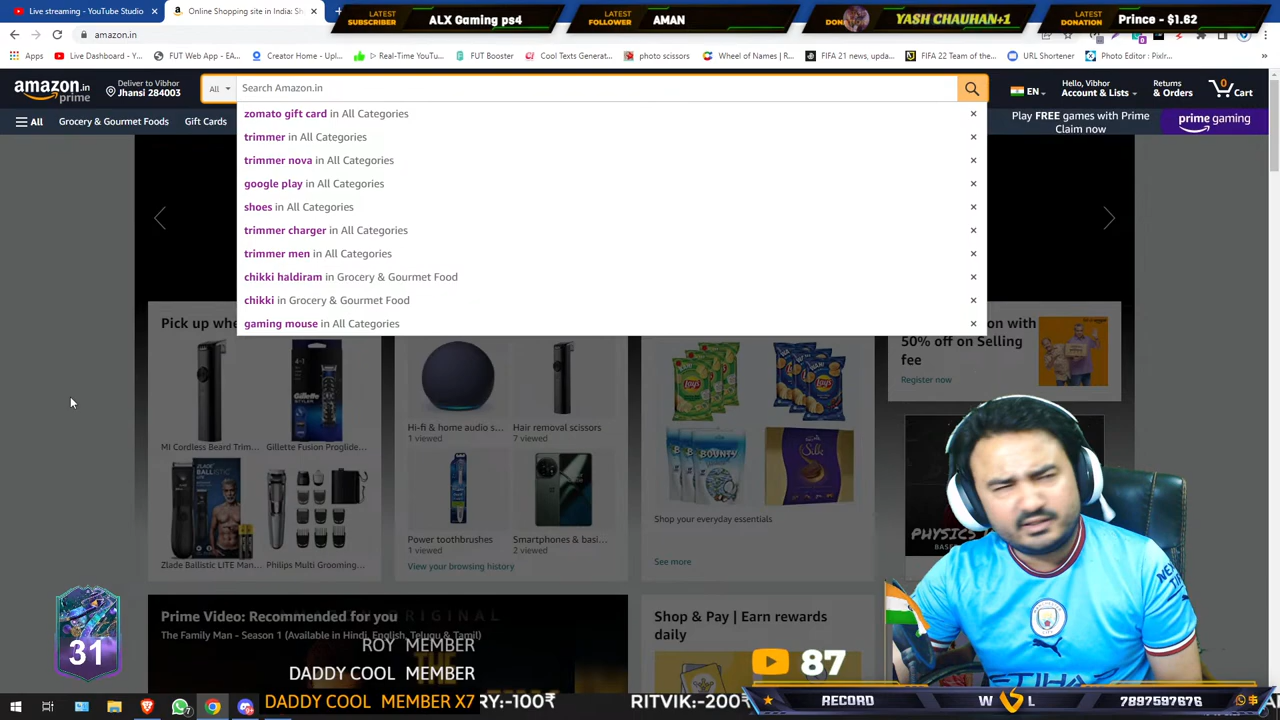 Live streaming - YouTube Studio
Online Shopping site in India: Sh
LATEST SUBSCRIBER
ALX Gaming ps4
LATEST FOLLOWER
AMAN
YASH CHAUHAN+1
LATEST DONATION
Prince - $1.62
amazon.in
Apps
Live Dashboard - Yo...
FUT Web App - EA...
Creator Home - Upl...
▷ Real-Time YouTu...
FUT Booster
Cool Texts Generat...
photo scissors
Wheel of Names | R...
FIFA 21 news, upda...
FIFA 22 Team of the...
URL Shortener
Photo Editor : Pixlr...
amazon.in
prime
Deliver to Vibhor
Jhansi 284003
All
Search Amazon.in
EN
Hello, Vibhor
Account & Lists
Returns
& Orders
0
Cart
All
Grocery & Gourmet Foods
Gift Cards
Play FREE games with Prime
Claim now
prime gaming
zomato gift card in All Categories
trimmer in All Categories
trimmer nova in All Categories
google play in All Categories
shoes in All Categories
trimmer charger in All Categories
trimmer men in All Categories
chikki haldiram in Grocery & Gourmet Food
chikki in Grocery & Gourmet Food
gaming mouse in All Categories
Pick up whe
on with
50% off on Selling
fee
Register now
MI Cordless Beard Trim...
Gillette Fusion Proglide...
Zlade Ballistic LITE Man...
Philips Multi Grooming...
Hi-fi & home audio s...
1 viewed
Hair removal scissors
7 viewed
Power toothbrushes
1 viewed
Smartphones & basi...
2 viewed
View your browsing history
Shop your everyday essentials
See more
PHYSICS
Prime Video: Recommended for you
The Family Man - Season 1 (Available in Hindi, English, Telugu & Tamil)
Shop & Pay | Earn rewards
daily
31
ROY MEMBER
DADDY COOL MEMBER
DADDY COOL MEMBER X7
RY:-100₹
RITVIK:-200₹
87
RECORD
W
L
7897597676